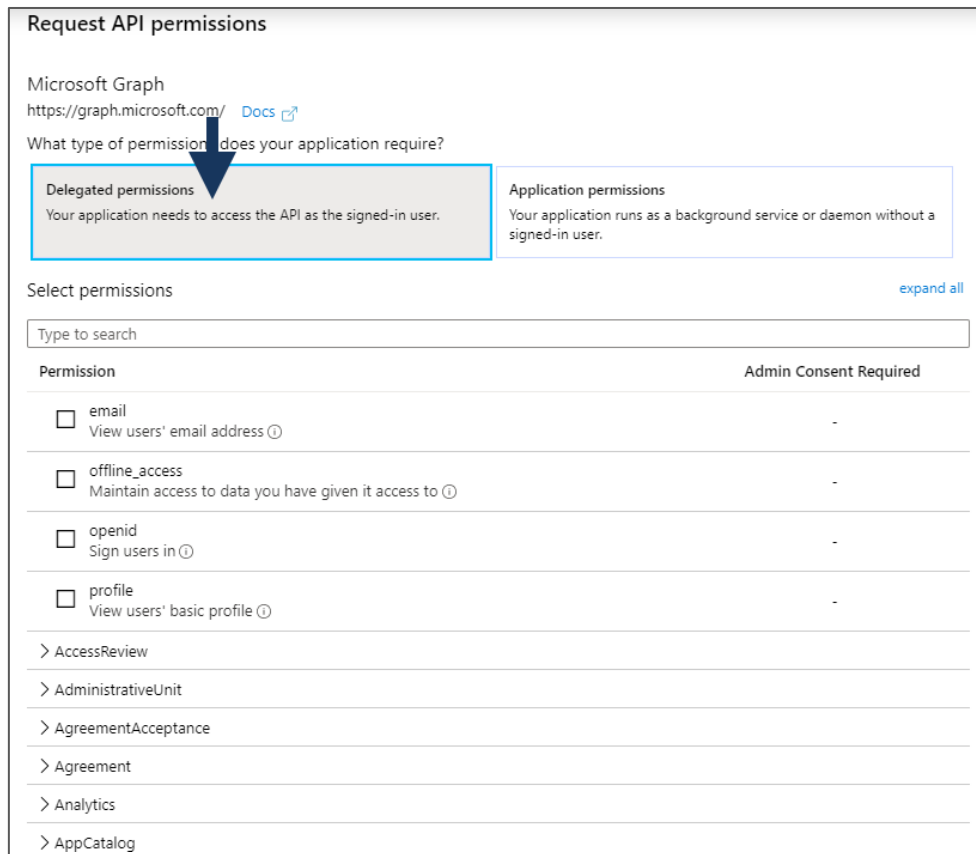 Request API permissions
Microsoft Graph
https://graph.microsoft.com/ Docs
What type of permission does your application require?
Delegated permissions
Your application needs to access the API as the signed-in user.
Application permissions
Your application runs as a background service or daemon without a
signed-in user.
Select permissions
expand all
Type to search
Permission
Admin Consent Required
email
View users' email address
-
offline_access
Maintain access to data you have given it access to
-
openid
Sign users in
-
profile
View users' basic profile
-
AccessReview
AdministrativeUnit
AgreementAcceptance
Agreement
Analytics
AppCatalog